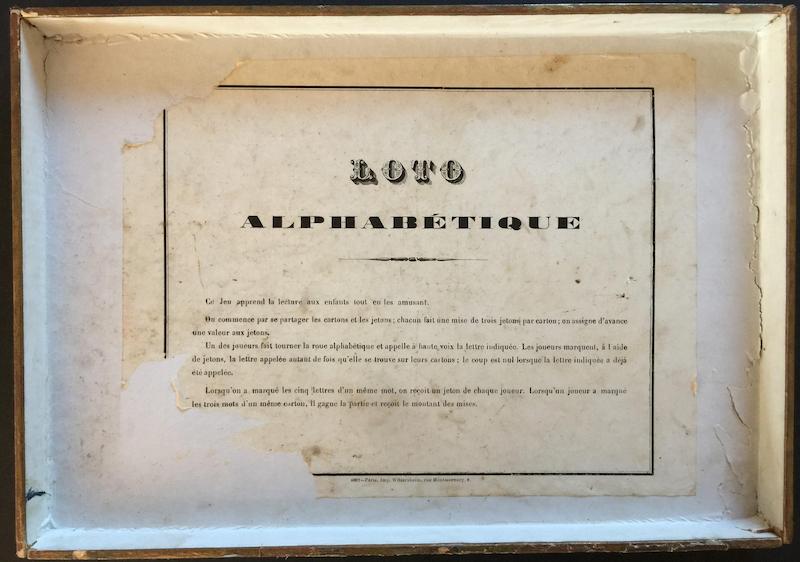 LOTO
ALPHABÉTIQUE
Ce Jeu apprend la lecture aux enfants tout en les amusant.
On commence par se partager les cartons et les jetons; chacun fait une mise de trois jetons par carton; on assigne d'avance
une valeur aux jetons.
Un des joueurs fait tourner la roue alphabétique et appelle à haute voix la lettre indiquée. Les joueurs marquent, à l'aide
de jetons, la lettre appelée autant de fois qu'elle se trouve sur leurs cartons; le coup est nul lorsque la lettre indiquée a déjà
été appelée.
Lorsqu'on a marqué les cinq lettres d'un même mot, on reçoit un jeton de chaque joueur. Lorsqu'un joueur a marqué
les trois mots d'un même carton, il gagne la partie et reçoit le montant des mises.
Paris, Imp. Wittersheim, rue Montmorency, 8.